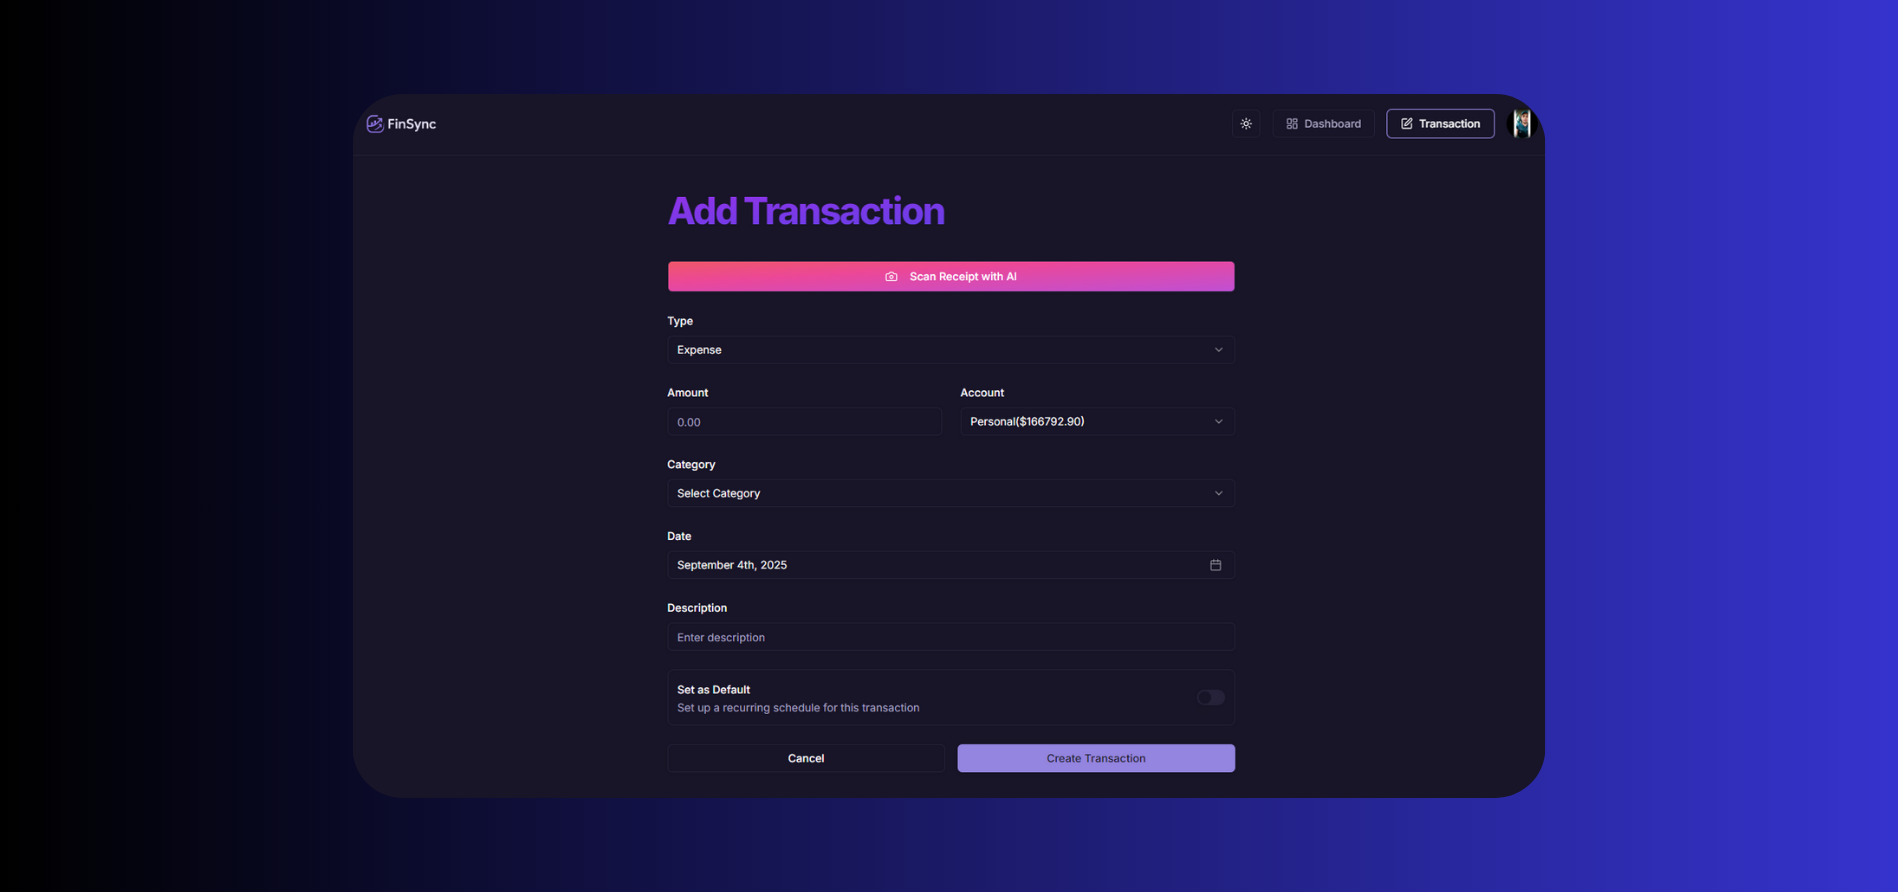 FinSync
Dashboard
Transaction
Add Transaction
Scan Receipt with AI
Type
Expense
Amount
Account
0.00
Personal($166792.90)
Category
Select Category
Date
September 4th, 2025
Description
Enter description
Set as Default
Set up a recurring schedule for this transaction
Cancel
Create Transaction